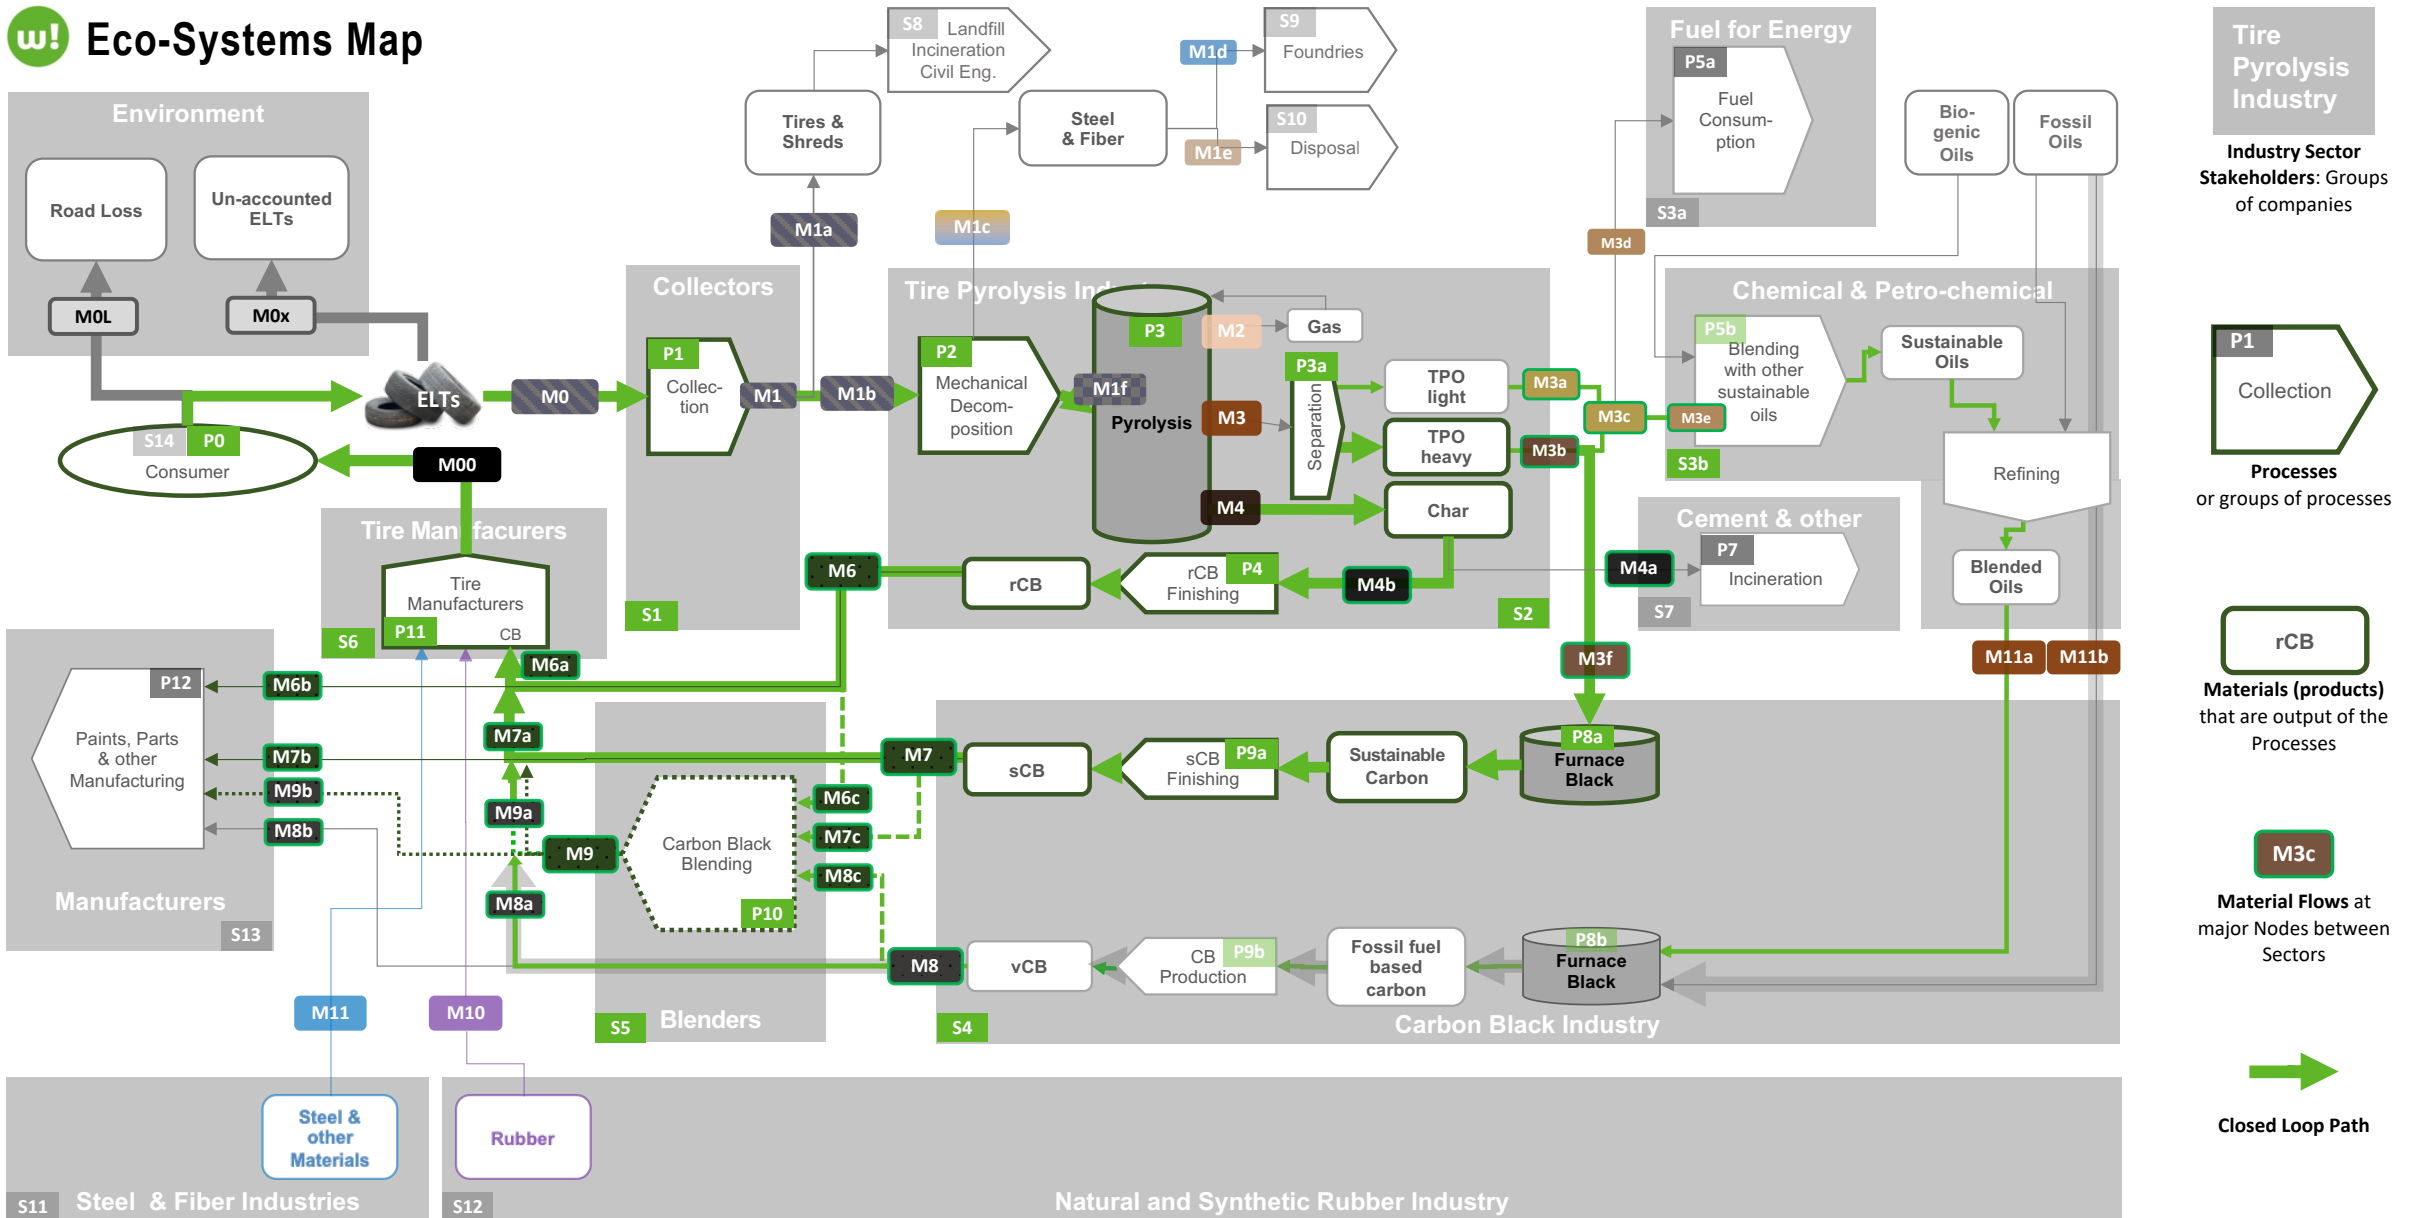 w!
Eco-Systems Map
Environment
Road Loss
Un-accounted
ELTs
M0L
M0x
ELTs
S14
P0
Consumer
M00
M0
Collectors
P1
Collec-
tion
S1
M1
M1a
M1b
Tires &
Shreds
S8
Landfill
Incineration
Civil Eng.
M1c
Steel
& Fiber
M1d
M1e
S9
Foundries
S10
Disposal
Tire Pyrolysis Indust
P2
Mechanical
Decom-
position
M1f
P3
Pyrolysis
M2
Gas
M3
P3a
Separation
TPO
light
TPO
heavy
M4
Char
M3a
M3b
M3c
M3d
M3e
rCB
rCB
Finishing
P4
M4b
S2
M6
Fuel for Energy
P5a
Fuel
Consum-
ption
S3a
Bio-
genic
Oils
Fossil
Oils
Chemical & Petro-chemical
P5b
Blending
with other
sustainable
oils
S3b
Sustainable
Oils
Refining
Blended
Oils
M11a
M11b
Cement & other
P7
Incineration
S7
M4a
M3f
Tire Manufacurers
Tire
Manufacturers
CB
P11
S6
M6a
M6b
M7a
M7b
M9a
M9b
M8a
M8b
P12
Paints, Parts
& other
Manufacturing
Manufacturers
S13
M9
Carbon Black
Blending
P10
M6c
M7c
M8c
S5
Blenders
M7
sCB
sCB
Finishing
P9a
Sustainable
Carbon
P8a
Furnace
Black
M8
vCB
CB
Production
P9b
Fossil fuel
based
carbon
P8b
Furnace
Black
S4
Carbon Black Industry
M11
M10
Steel &
other
Materials
Rubber
S11
Steel & Fiber Industries
S12
Natural and Synthetic Rubber Industry
Tire
Pyrolysis
Industry
Industry Sector
Stakeholders: Groups
of companies
P1
Collection
Processes
or groups of processes
rCB
Materials (products)
that are output of the
Processes
M3c
Material Flows at
major Nodes between
Sectors
Closed Loop Path